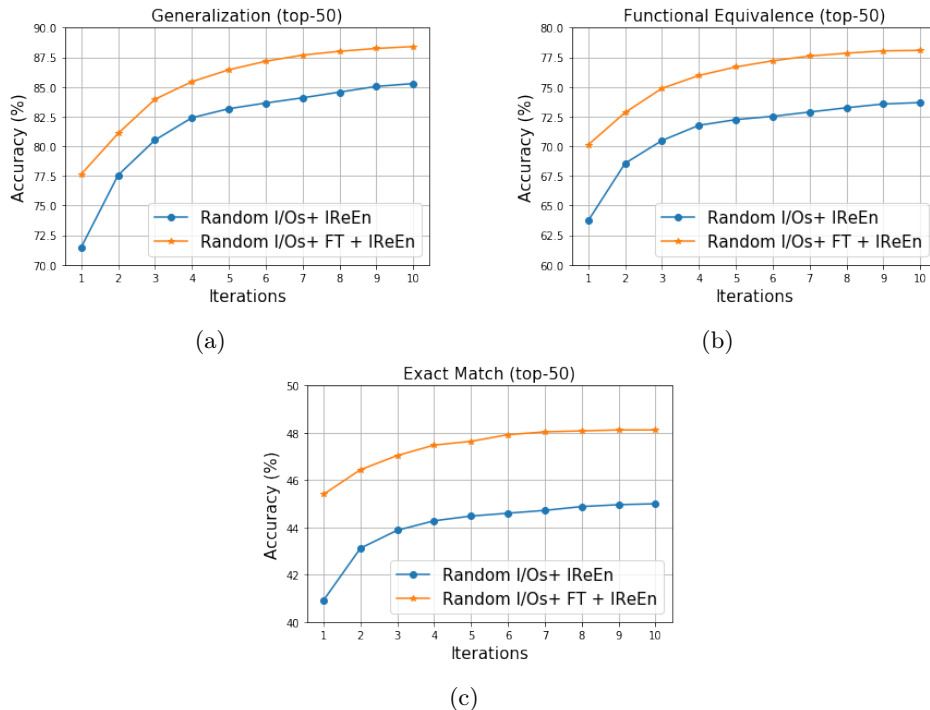 Generalization (top-50)
Accuracy (%)
90.0
87.5
85.0
82.5
80.0
77.5
75.0
72.5
70.0
Random I/Os+ IReEn
Random I/Os+ FT + IReEn
1 2 3 4 5 6 7 8 9 10
Iterations
(a)
Functional Equivalence (top-50)
Accuracy (%)
80.0
77.5
75.0
72.5
70.0
67.5
65.0
62.5
60.0
Random I/Os+ IReEn
Random I/Os+ FT + IReEn
1 2 3 4 5 6 7 8 9 10
Iterations
(b)
Exact Match (top-50)
Accuracy (%)
50
48
46
44
42
40
Random I/Os+ IReEn
Random I/Os+ FT + IReEn
1 2 3 4 5 6 7 8 9 10
Iterations
(c)